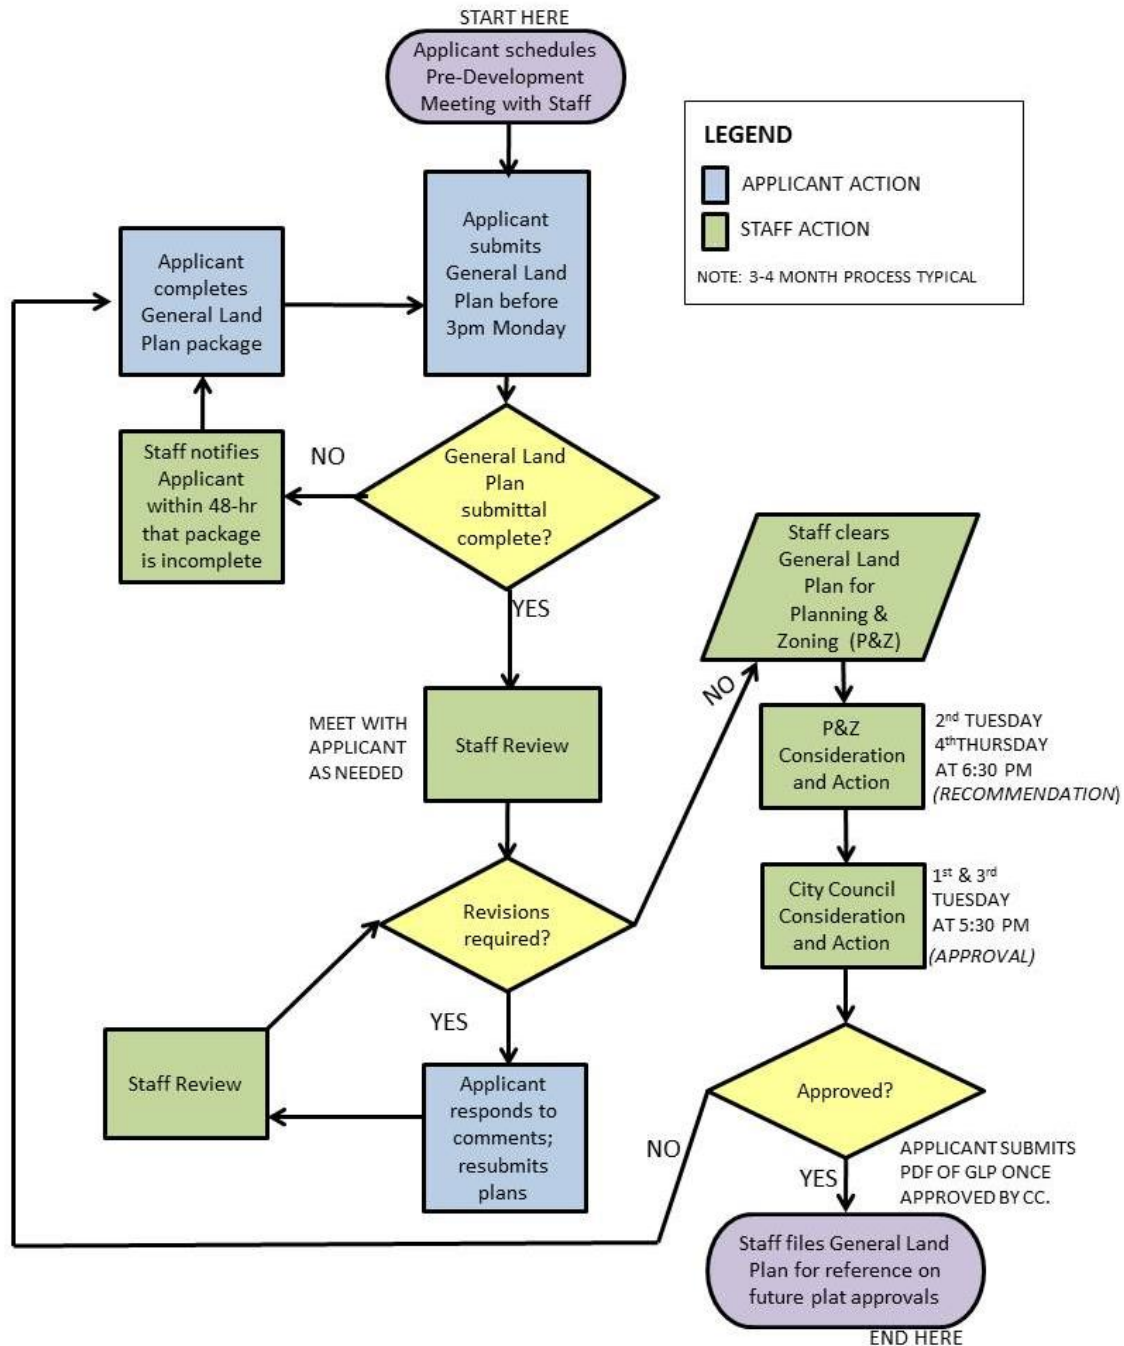 START HERE
Applicant schedules
Pre-Development
Meeting with Staff
LEGEND
APPLICANT ACTION
STAFF ACTION
NOTE: 3-4 MONTH PROCESS TYPICAL
Applicant
submits
General Land
Plan before
3pm Monday
Applicant
completes
General Land
Plan package
Staff notifies
Applicant
within 48-hr
that package
is incomplete
NO
General Land
Plan
submittal
complete?
YES
Staff clears
General Land
Plan for
Planning &
Zoning (P&Z)
NO
MEET WITH
APPLICANT
AS NEEDED
Staff Review
P&Z
Consideration
and Action
2nd TUESDAY
4thTHURSDAY
AT 6:30 PM
(RECOMMENDATION)
City Council
Consideration
and Action
1st & 3rd
TUESDAY
AT 5:30 PM
(APPROVAL)
Revisions
required?
YES
Staff Review
Applicant
responds to
comments;
resubmits
plans
Approved?
NO
YES
APPLICANT SUBMITS
PDF OF GLP ONCE
APPROVED BY CC.
Staff files General Land
Plan for reference on
future plat approvals
END HERE